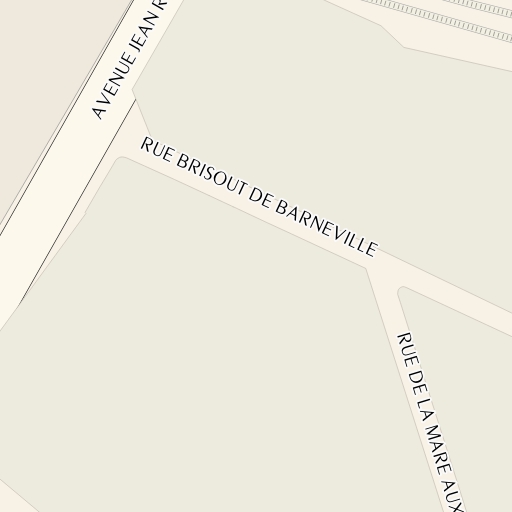 AVENUE JEAN R
RUE BRISOUT DE BARNEVILLE
RUE DE LA MARE AUX